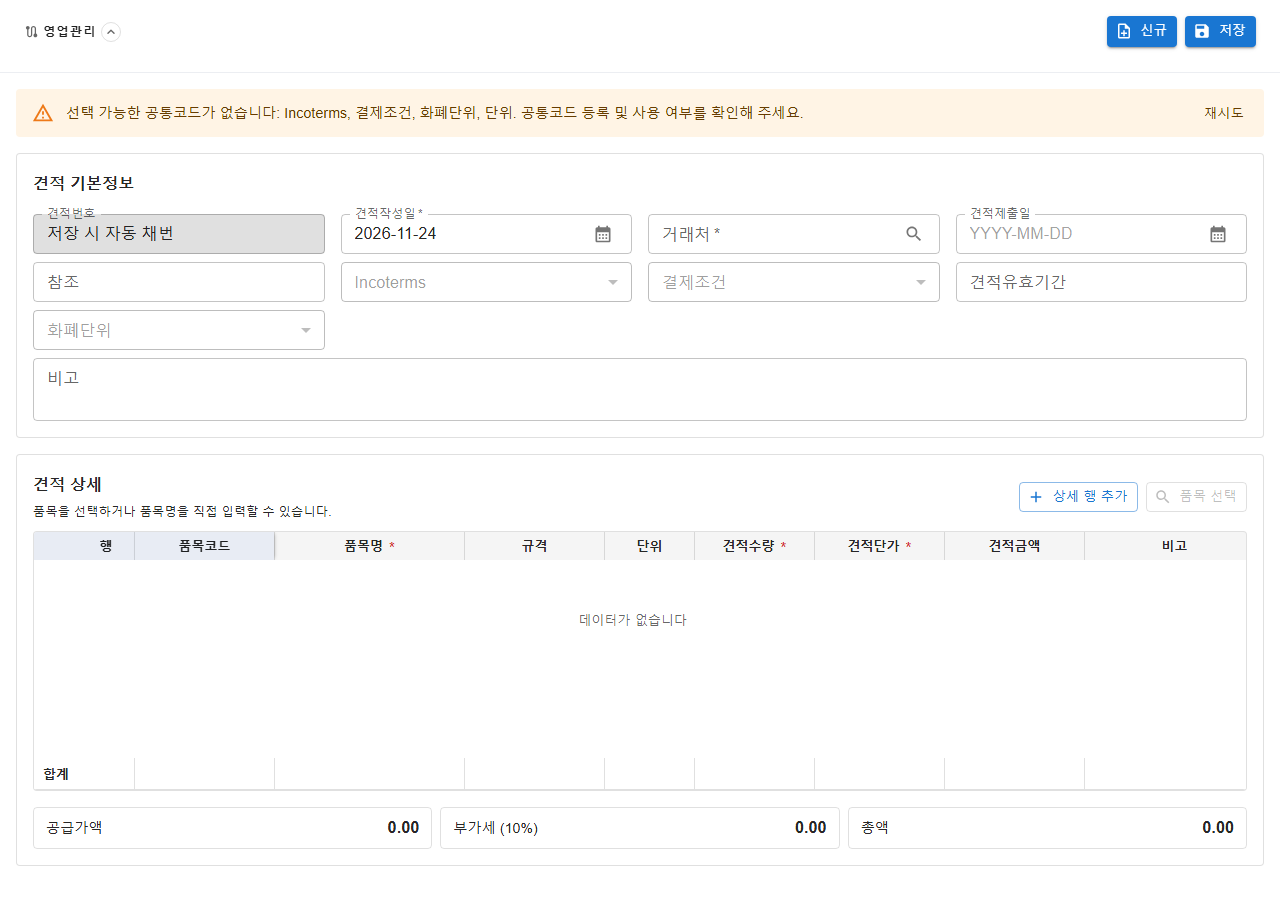 영업관리
신규
저장
선택 가능한 공통코드가 없습니다: Incoterms, 결제조건, 화폐단위, 단위. 공통코드 등록 및 사용 여부를 확인해 주세요.
재시도
견적 기본정보
견적번호
저장 시 자동 채번
견적작성일 *
2026-11-24
거래처 *
견적제출일
YYYY-MM-DD
참조
Incoterms
결제조건
견적유효기간
화폐단위
비고
견적 상세
품목을 선택하거나 품목명을 직접 입력할 수 있습니다.
상세 행 추가
품목 선택
행 품목코드 품목명 * 규격 단위 견적수량 * 견적단가 * 견적금액 비고
데이터가 없습니다
합계
공급가액 0.00
부가세 (10%) 0.00
총액 0.00